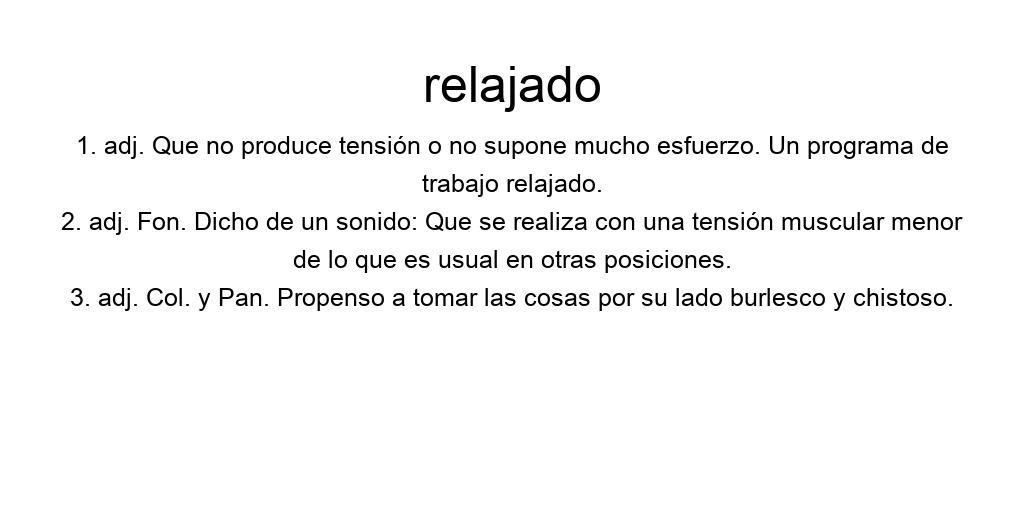 relajado
1. adj. Que no produce tensión o no supone mucho esfuerzo. Un programa de
trabajo relajado.
2. adj. Fon. Dicho de un sonido: Que se realiza con una tensión muscular menor
de lo que es usual en otras posiciones.
3. adj. Col. y Pan. Propenso a tomar las cosas por su lado burlesco y chistoso.